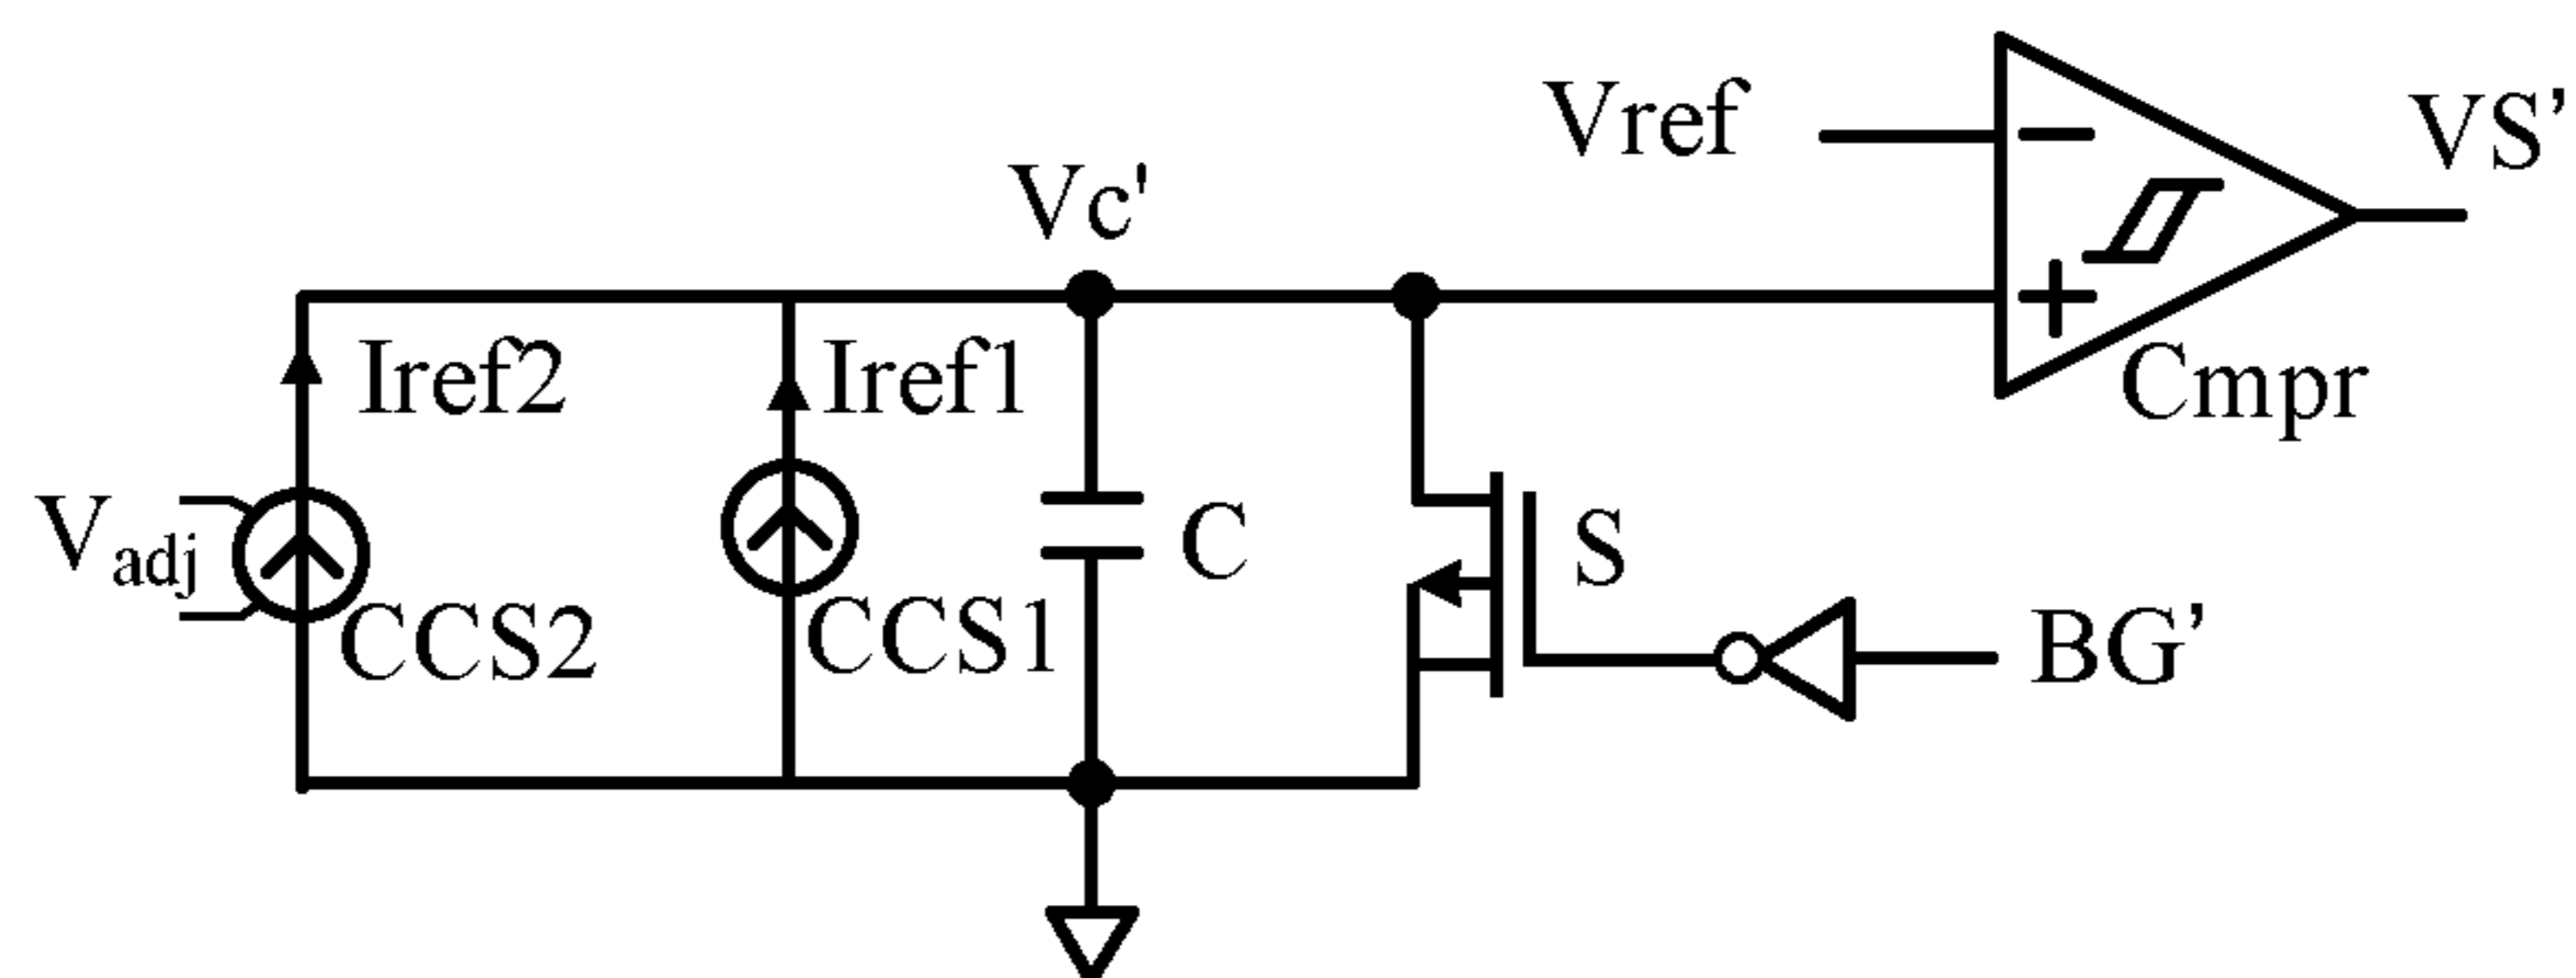 Vref
VS’
Vc'
Iref2
Iref1
Cmpr
Vadj
C
S
CCS2
CCS1
BG’